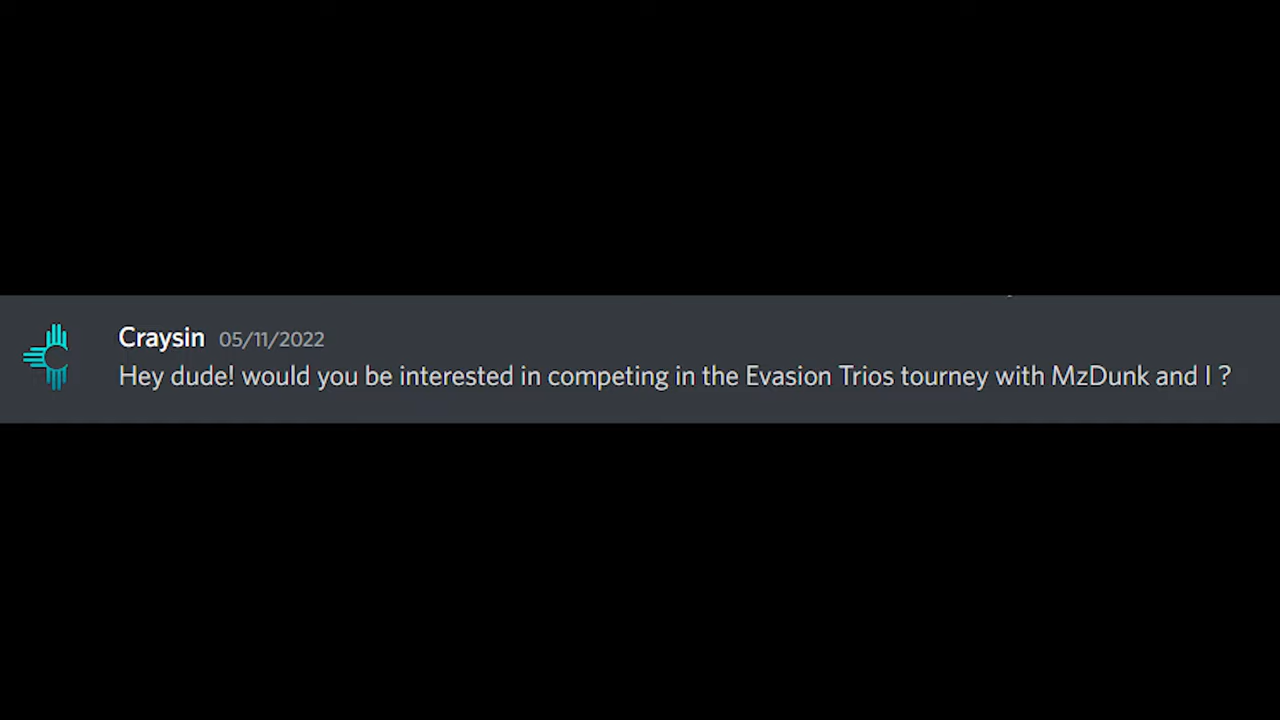 Craysin 05/11/2022
Hey dude! would you be interested in competing in the Evasion Trios tourney with MzDunk and I ?